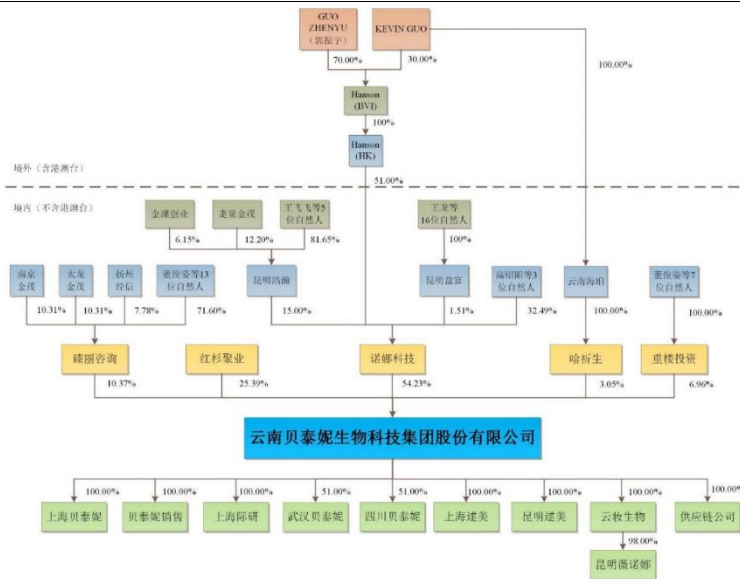 GUO
ZHENYU
（郭振宇）
KEVIN GUO
70.00%
30.00%
100.00%
Hanson
(BVI)
100%
Hanson
(HK)
境外（含港澳台）
51.00%
境内（不含港澳台）
金濮创业
金茂
王飞飞等5
位自然人
王龙等
16位自然人
6.15%
12.20%
81.65%
100%
南京
金茂
太龙
金茂
扬州
经信
董俊姿等13
位自然人
昆明浩瀚
昆明盘富
高绍阳等3
位自然人
云南海珀
董俊姿等7
位自然人
10.31%
10.31%
7.78%
71.60%
15.00%
1.51%
32.49%
100.00%
100.00%
臻丽咨询
红杉聚业
诺娜科技
哈祈生
重楼投资
10.37%
25.39%
54.23%
3.05%
6.96%
云南贝泰妮生物科技集团股份有限公司
100.00%
100.00%
100.00%
51.00%
51.00%
100.00%
100.00%
100.00%
100.00%
上海贝泰妮
贝泰妮销售
上海际研
武汉贝泰妮
四川贝泰妮
上海逑美
昆明逑美
云妆生物
供应链公司
98.00%
昆明薇诺娜